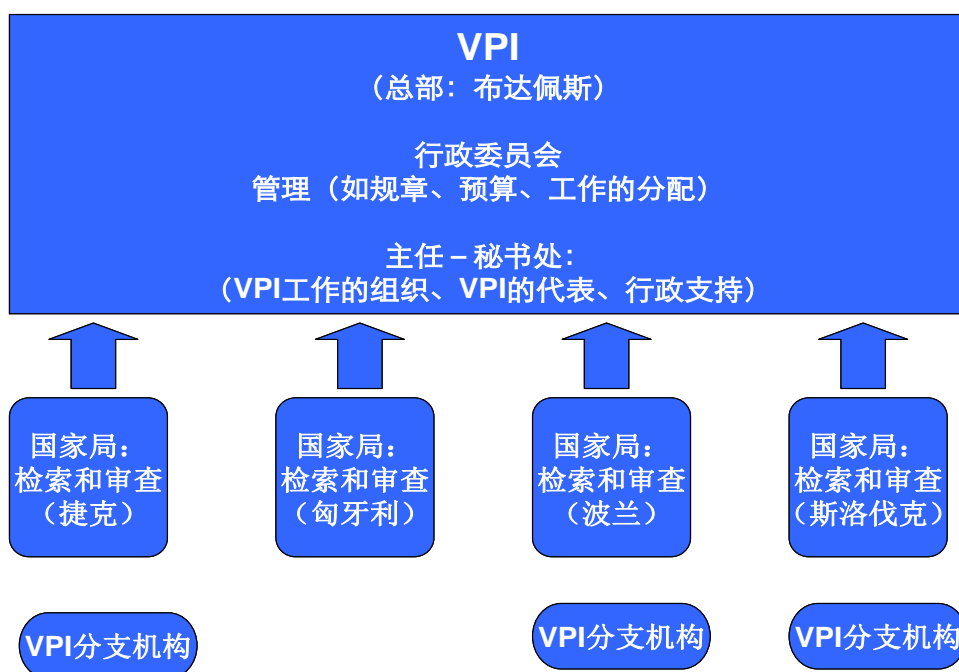 VPI
（总部：布达佩斯）
行政委员会
管理（如规章、预算、工作的分配）
主任 – 秘书处：
（VPI工作的组织、VPI的代表、行政支持）
国家局：
检索和审查
（捷克）
国家局：
检索和审查
（匈牙利）
国家局：
检索和审查
（波兰）
国家局：
检索和审查
（斯洛伐克）
VPI分支机构
VPI分支机构
VPI分支机构